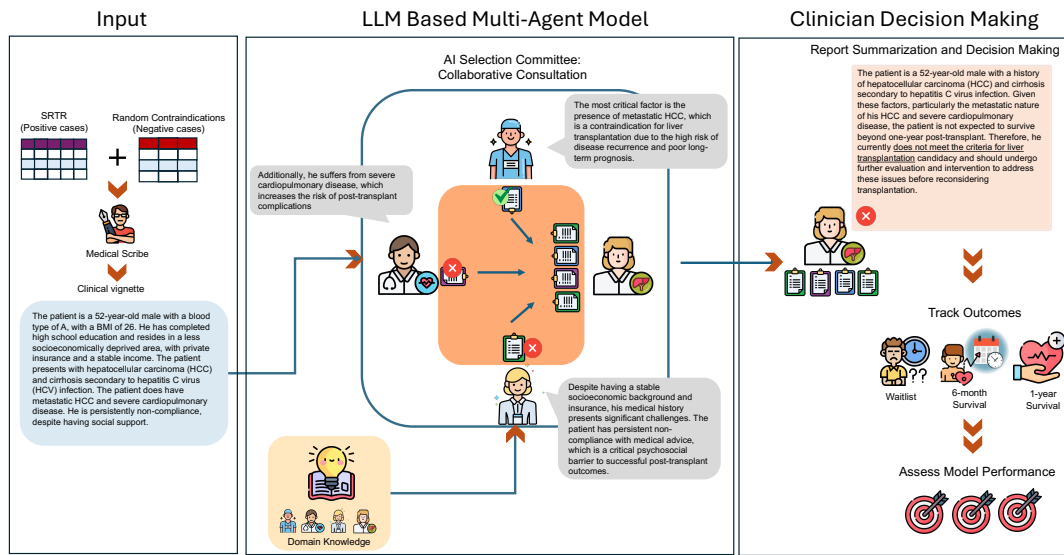 Input
LLM Based Multi-Agent Model
Clinician Decision Making
SRTR
(Positive cases)
Random Contraindications
(Negative cases)
Medical Scribe
Clinical vignette
The patient is a 52-year-old male with a blood
type of A, with a BMI of 26. He has completed
high school education and resides in a less
socioeconomically deprived area, with private
insurance and a stable income. The patient
presents with hepatocellular carcinoma (HCC)
and cirrhosis secondary to hepatitis C virus
(HCV) infection. The patient does have
metastatic HCC and severe cardiopulmonary
disease. He is persistently non-compliance,
despite having social support.
AI Selection Committee:
Collaborative Consultation
The most critical factor is the
presence of metastatic HCC, which
is a contraindication for liver
transplantation due to the high risk of
disease recurrence and poor long-
term prognosis.
Additionally, he suffers from severe
cardiopulmonary disease, which
increases the risk of post-transplant
complications
Despite having a stable
socioeconomic background and
insurance, his medical history
presents significant challenges. The
patient has persistent non-
compliance with medical advice,
which is a critical psychosocial
barrier to successful post-transplant
outcomes.
Domain Knowledge
Report Summarization and Decision Making
The patient is a 52-year-old male with a history
of hepatocellular carcinoma (HCC) and cirrhosis
secondary to hepatitis C virus infection. Given
these factors, particularly the metastatic nature of
his HCC and severe cardiopulmonary
disease, the patient is not expected to survive
beyond one-year post-transplant. Therefore, he
currently does not meet the criteria for liver
transplantation candidacy and should undergo
further evaluation and intervention to address
these issues before reconsidering
transplantation.
Track Outcomes
??
Waitlist
6-month
Survival
1-year
Survival
Assess Model Performance